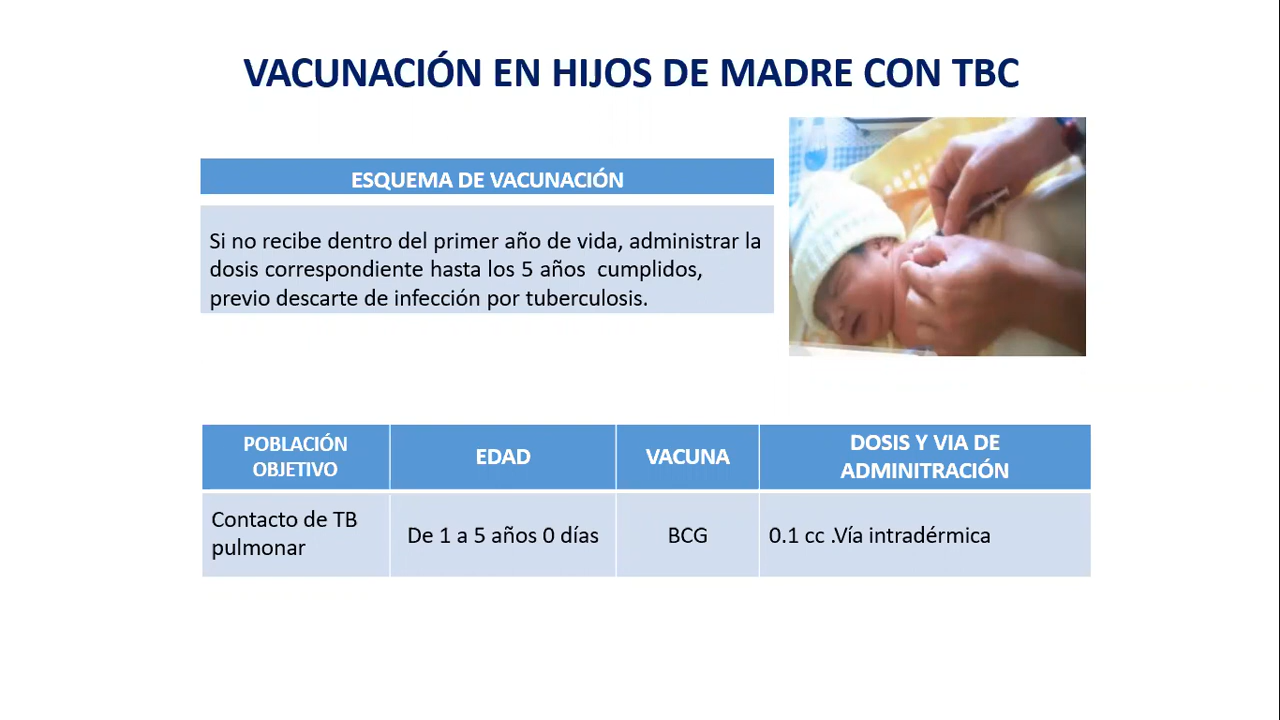 VACUNACIÓN EN HIJOS DE MADRE CON TBC
ESQUEMA DE VACUNACIÓN
Si no recibe dentro del primer año de vida, administrar la
dosis correspondiente hasta los 5 años  cumplidos,
previo descarte de infección por tuberculosis.
POBLACIÓN
OBJETIVO
EDAD
VACUNA
DOSIS Y VIA DE
ADMINITRACIÓN
Contacto de TB
pulmonar
De 1 a 5 años 0 días
BCG
0.1 cc .Vía intradérmica